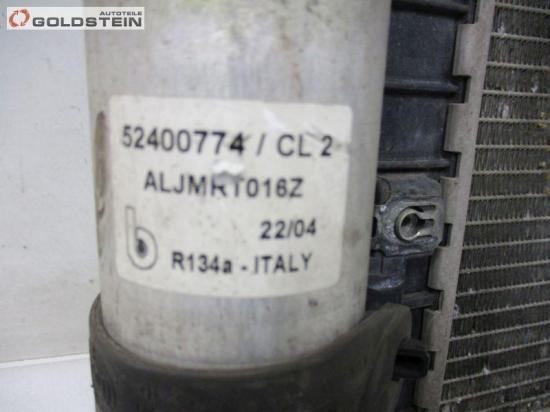 AUTOTEILE
GOLDSTEIN
52400774 / CL 2
ALJMRT016Z
22/04
b
R134a - ITALY